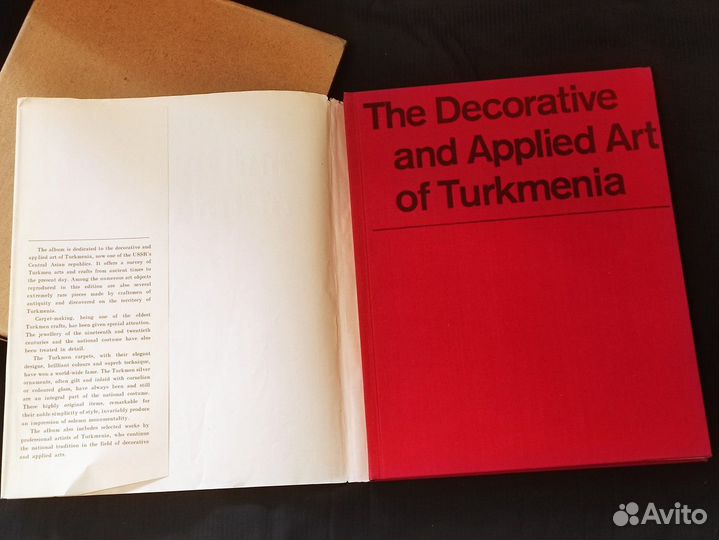 The album is dedicated to the decorative and
applied art of Turkmenia, now one of the USSR's
Central Asian republics. It offers a survey of
Turkmen arts and crafts from ancient times to
the present day. Among the numerous art objects
reproduced in this edition are also several
extremely rare pieces made by craftsmen of
antiquity and discovered on the territory of
Turkmenia.
Carpet-making, being one of the oldest
Turkmen crafts, has been given special attention.
The jewellery of the nineteenth and twentieth
centuries and the national costume have also
been treated in detail.
The Turkmen carpets, with their elegant
designs, brilliant colours and superb technique,
have won a world-wide fame. The Turkmen silver
ornaments, often gilt and inlaid with cornelian
or coloured glass, have always been and still
are an integral part of the national costume.
These highly original items, remarkable for
their noble simplicity of style, invariably produce
an impression of solemn monumentality.
The album also includes selected works by
professional artists of Turkmenia, who continue
the national tradition in the field of decorative
and applied arts.
The Decorative
and Applied Art
of Turkmenia
Avito